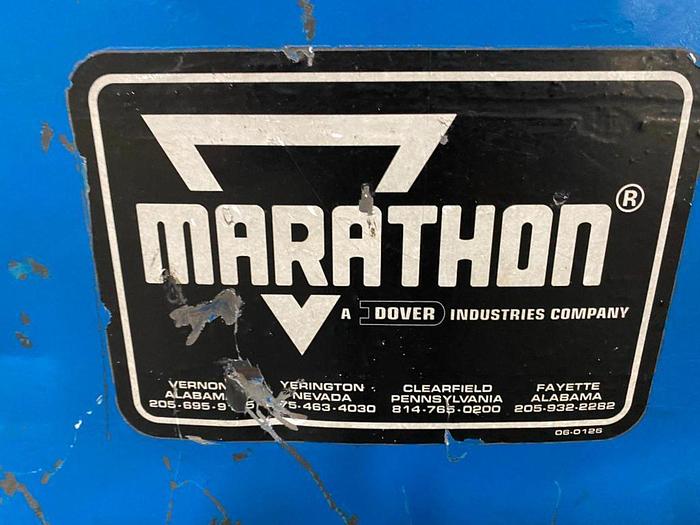 MARATHON®
A DOVER INDUSTRIES COMPANY
VERNON YERINGTON CLEARFIELD FAYETTE
ALABAMA NEVADA PENNSYLVANIA ALABAMA
814-765-0200 205-932-2282
06-0126